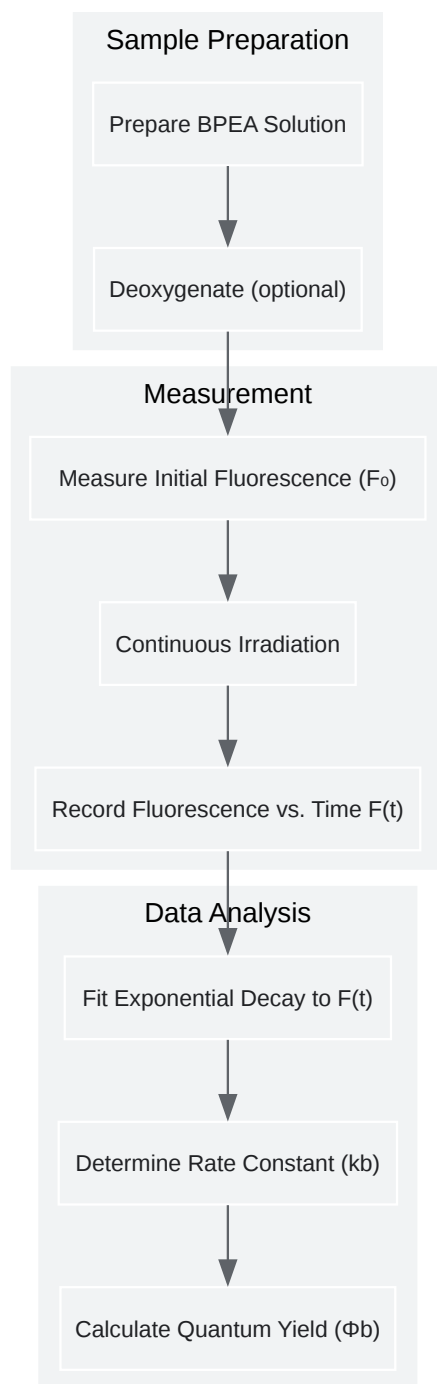 Sample Preparation
Prepare BPEA Solution
Deoxygenate (optional)
Measurement
Measure Initial Fluorescence (F₀)
Continuous Irradiation
Record Fluorescence vs. Time F(t)
Data Analysis
Fit Exponential Decay to F(t)
Determine Rate Constant (kb)
Calculate Quantum Yield (Φb)